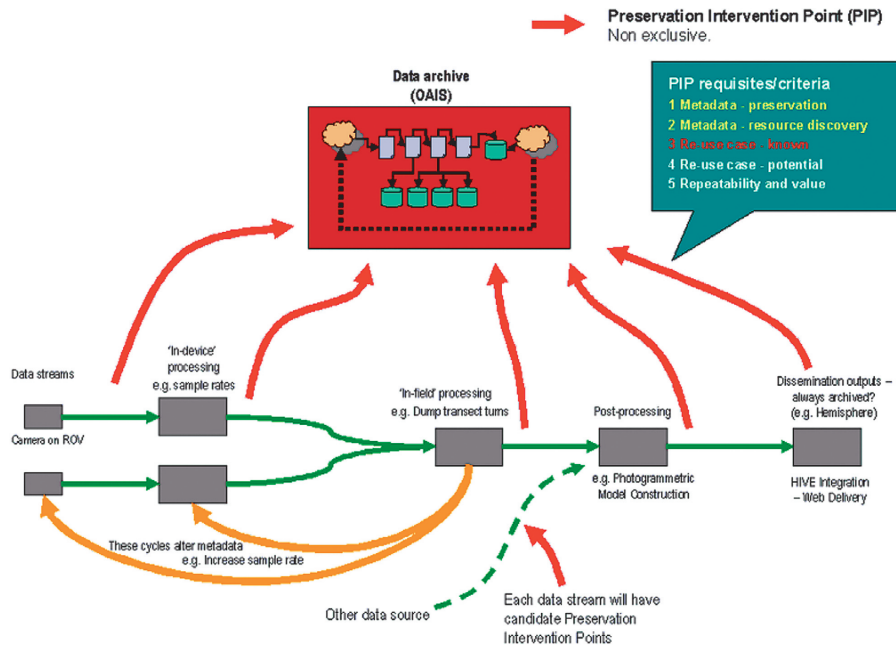 Preservation Intervention Point (PIP)
Non exclusive.
Data archive
(OAIS)
PIP requisites/criteria
1 Metadata - preservation
2 Metadata - resource discovery
3 Re-use case - known
4 Re-use case - potential
5 Repeatability and value
Data streams
'In-device'
processing
e.g. sample rates
Camera on ROV
'In-field' processing
e.g. Dump transect turns
Post-processing
e.g. Photogrammetric
Model Construction
Dissemination outputs –
always archived?
(e.g. Hemisphere)
HIVE Integration
– Web Delivery
These cycles alter metadata
e.g. Increase sample rate
Other data source
Each data stream will have
candidate Preservation
Intervention Points